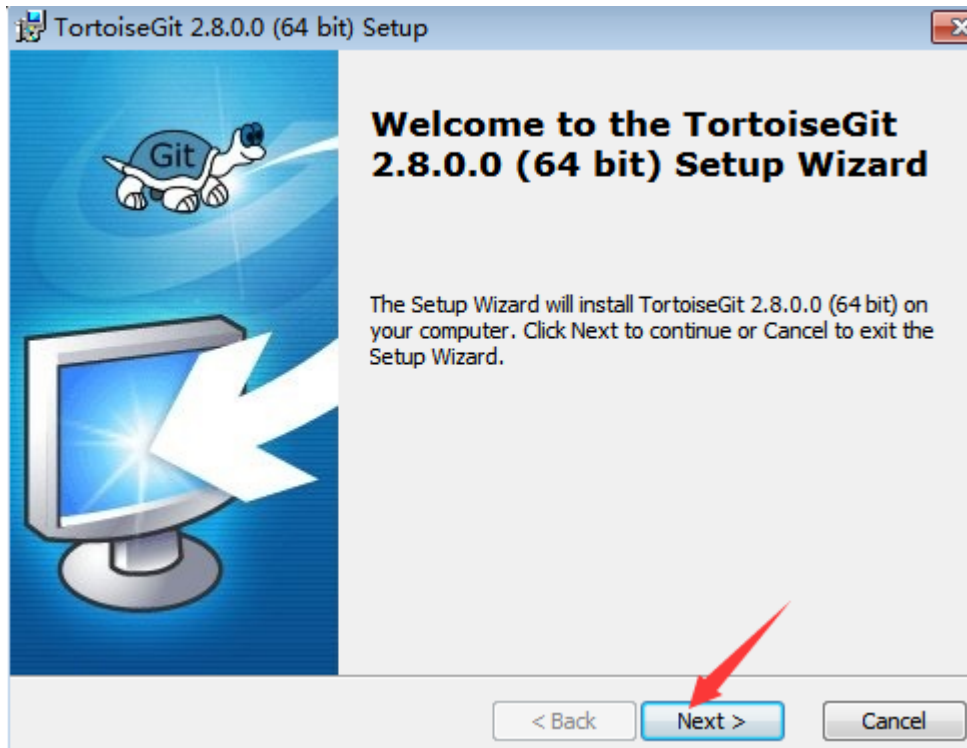 TortoiseGit 2.8.0.0 (64 bit) Setup
Git
Welcome to the TortoiseGit
2.8.0.0 (64 bit) Setup Wizard
The Setup Wizard will install TortoiseGit 2.8.0.0 (64 bit) on
your computer. Click Next to continue or Cancel to exit the
Setup Wizard.
< Back
Next >
Cancel